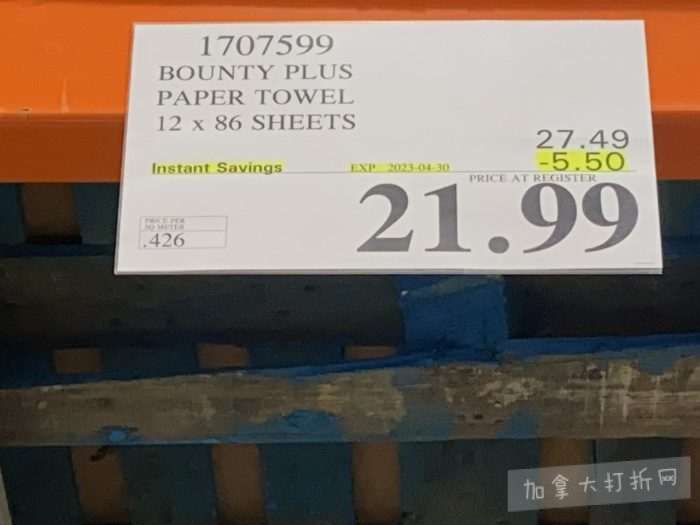 1707599
BOUNTY PLUS
PAPER TOWEL
12 x 86 SHEETS
27.49
Instant Savings EXP 2023-04-30 -5.50
PRICE AT REGISTER
21.99
PRICE PER
SQ METER
.426
加拿大打折网